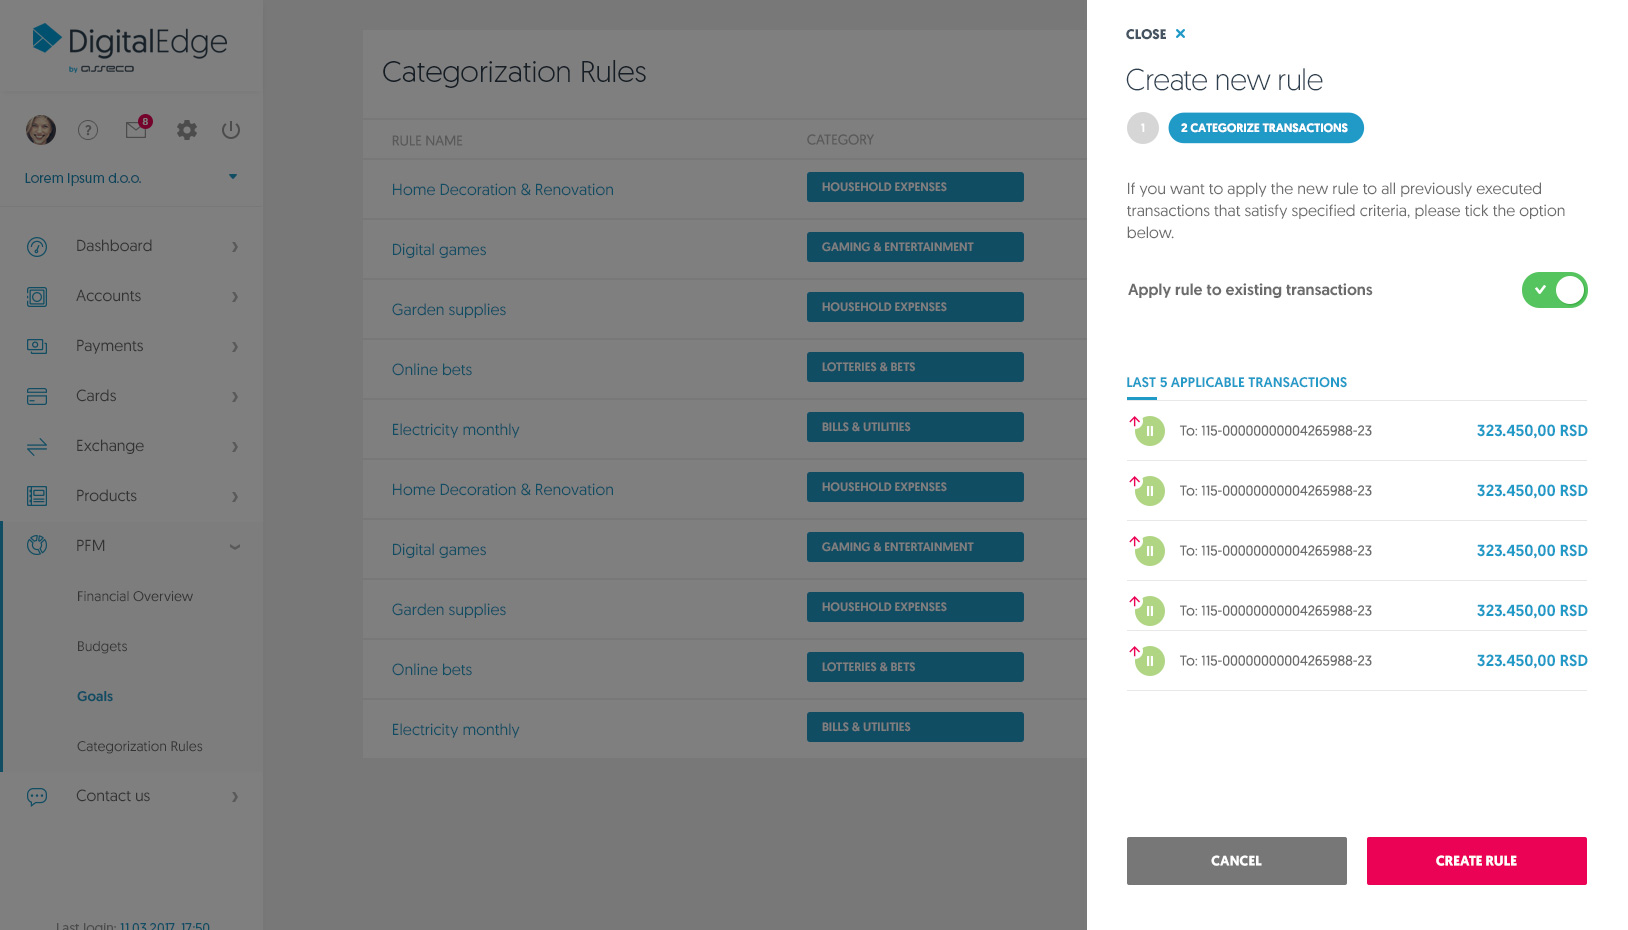 DigitalEdge
by asseco
8
Lorem Ipsum d.o.o.
Dashboard
Accounts
Payments
Cards
Exchange
Products
PFM
Financial Overview
Budgets
Goals
Categorization Rules
Contact us
Last login: 11.03.2017, 17:50
Categorization Rules
RULE NAME CATEGORY
Home Decoration & Renovation HOUSEHOLD EXPENSES
Digital games GAMING & ENTERTAINMENT
Garden supplies HOUSEHOLD EXPENSES
Online bets LOTTERIES & BETS
Electricity monthly BILLS & UTILITIES
Home Decoration & Renovation HOUSEHOLD EXPENSES
Digital games GAMING & ENTERTAINMENT
Garden supplies HOUSEHOLD EXPENSES
Online bets LOTTERIES & BETS
Electricity monthly BILLS & UTILITIES
CLOSE
Create new rule
1 2 CATEGORIZE TRANSACTIONS
If you want to apply the new rule to all previously executed
transactions that satisfy specified criteria, please tick the option
below.
Apply rule to existing transactions
LAST 5 APPLICABLE TRANSACTIONS
To: 115-00000000004265988-23 323.450,00 RSD
To: 115-00000000004265988-23 323.450,00 RSD
To: 115-00000000004265988-23 323.450,00 RSD
To: 115-00000000004265988-23 323.450,00 RSD
To: 115-00000000004265988-23 323.450,00 RSD
CANCEL CREATE RULE